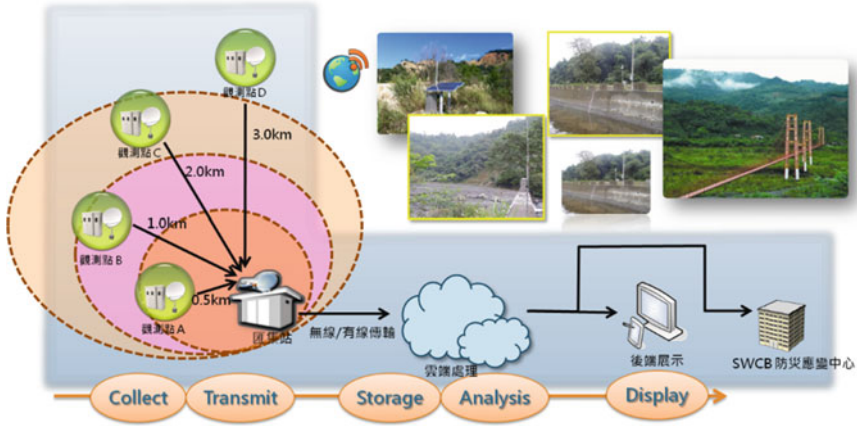 觀測點D
觀測點C
3.0km
2.0km
1.0km
觀測點B
0.5km
觀測點A
匯集站
無線/有線傳輸
雲端處理
後端展示
SWCB 防災應變中心
Collect
Transmit
Storage
Analysis
Display